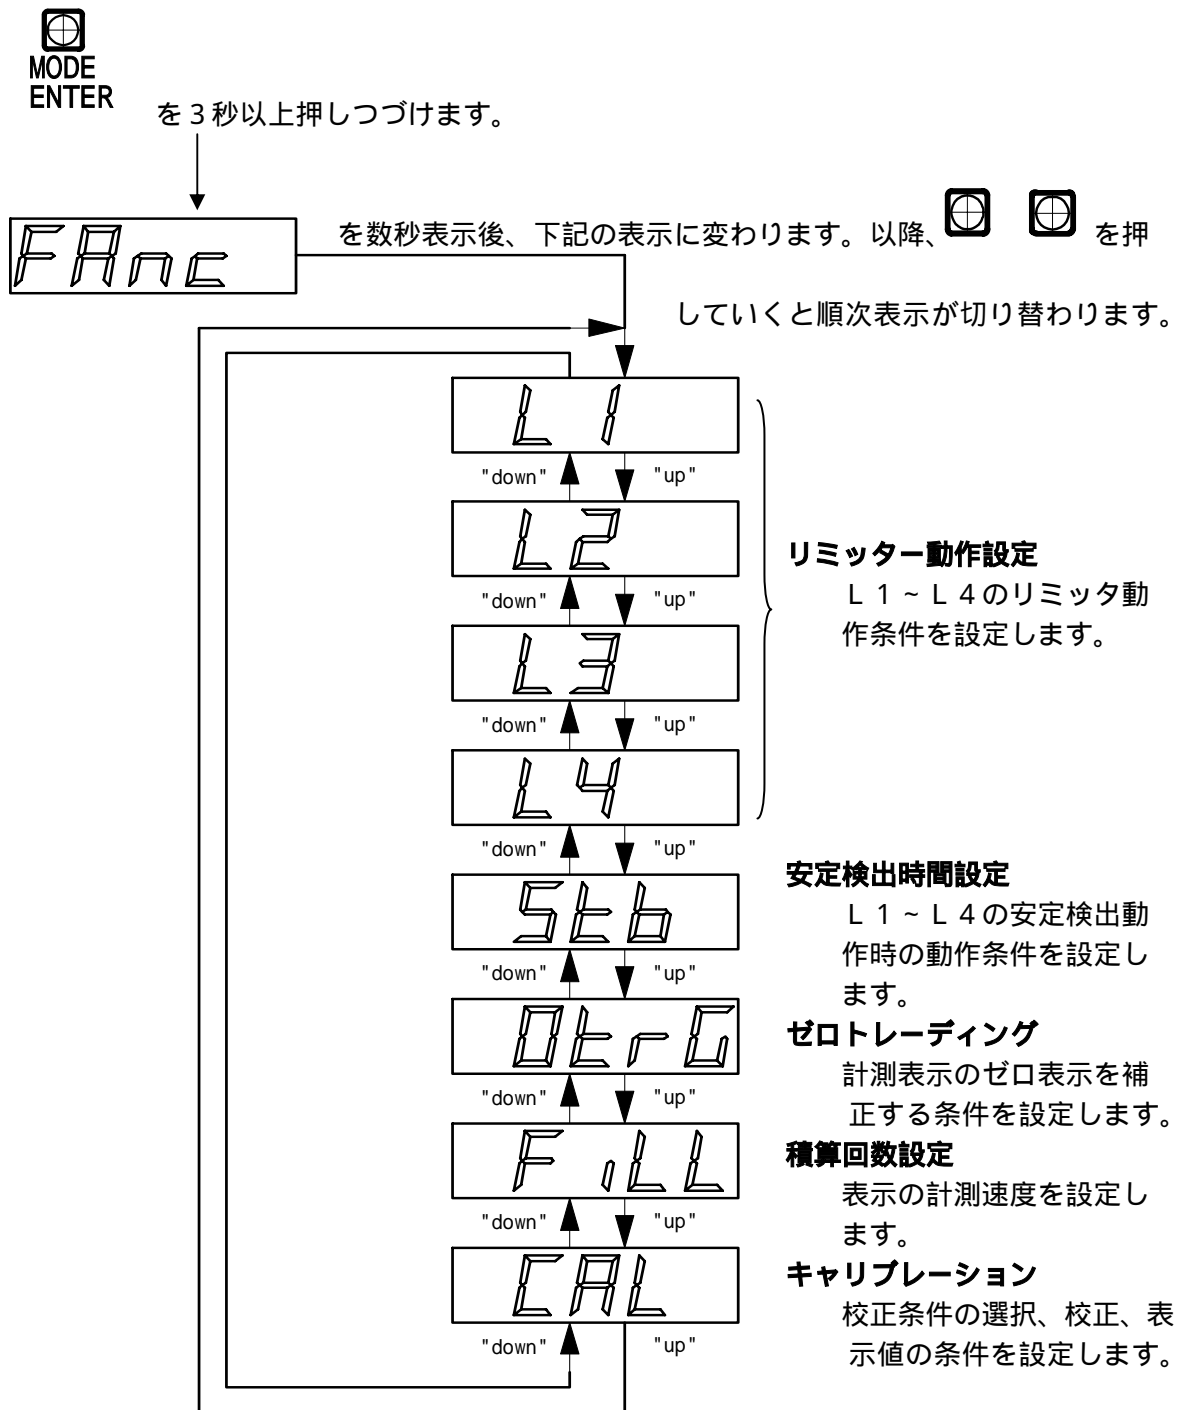 MODE
ENTER
を3秒以上押しつづけます。
FAnc
を数秒表示後、下記の表示に変わります。以降、 を押
していくと順次表示が切り替わります。
L 1
"down" "up"
L2
"down" "up"
L3
"down" "up"
L4
"down" "up"
リミッター動作設定
L1~L4のリミッタ動
作条件を設定します。
Stb
"down" "up"
安定検出時間設定
L1~L4の安定検出動
作時の動作条件を設定し
ます。
0trG
"down" "up"
ゼロトレーディング
計測表示のゼロ表示を補
正する条件を設定します。
FiLL
"down" "up"
積算回数設定
表示の計測速度を設定し
ます。
CAL
"down" "up"
キャリブレーション
校正条件の選択、校正、表
示値の条件を設定します。